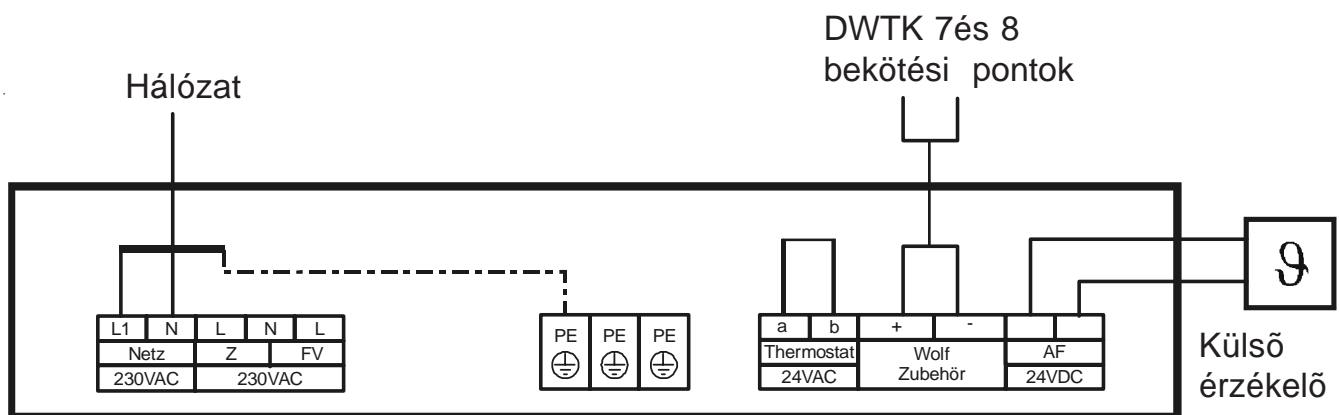 DWTK 7és 8
bekötési pontok
Hálózat
ϑ
L1 N L N L
Netz Z FV
230VAC 230VAC
PE PE PE
a b + -
Thermostat Wolf Zubehör AF
24VAC 24VDC
Külsõ
érzékelõ